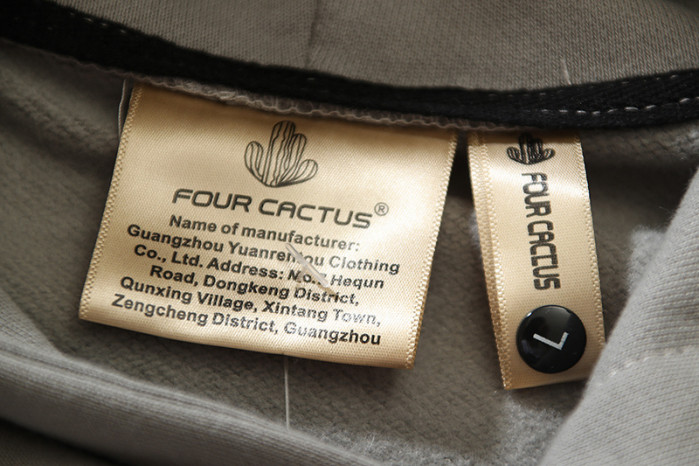 FOUR CACTUS®
Name of manufacturer:
Guangzhou Clothing
Co., Ltd. Address: Hequn
Road, Dongkeng District,
Qunxing Village, Xintang Town,
Zengcheng District, Guangzhou
FOUR CACTUS
L